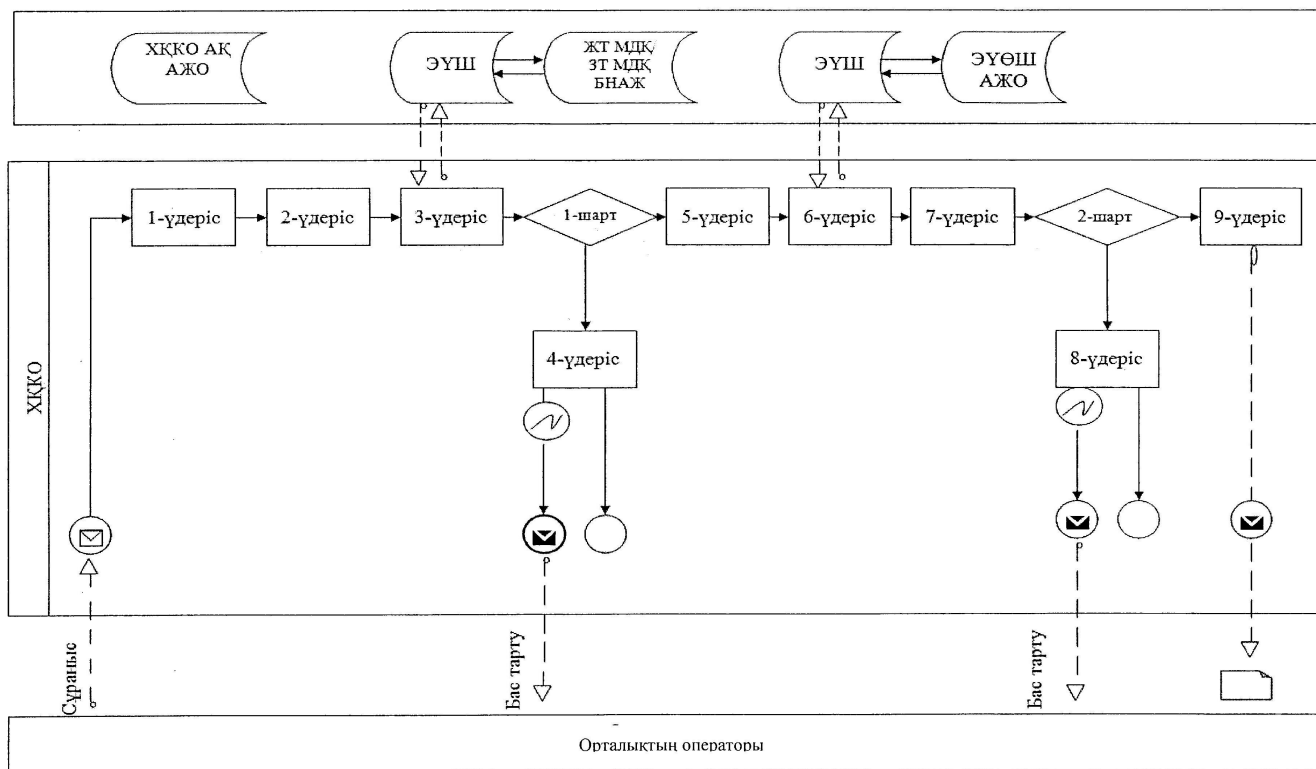 ХҚКО АҚ
АЖО
ЭҮШ
ЖТ МДҚ/
ЗТ МДҚ
БНАЖ
ЭҮШ
ЭҮӨШ
АЖО
ХҚКО
1-үдеріс
2-үдеріс
3-үдеріс
1-шарт
5-үдеріс
6-үдеріс
7-үдеріс
2-шарт
9-үдеріс
4-үдеріс
8-үдеріс
Сұраныс
Бас тарту
Бас тарту
Орталықтың операторы